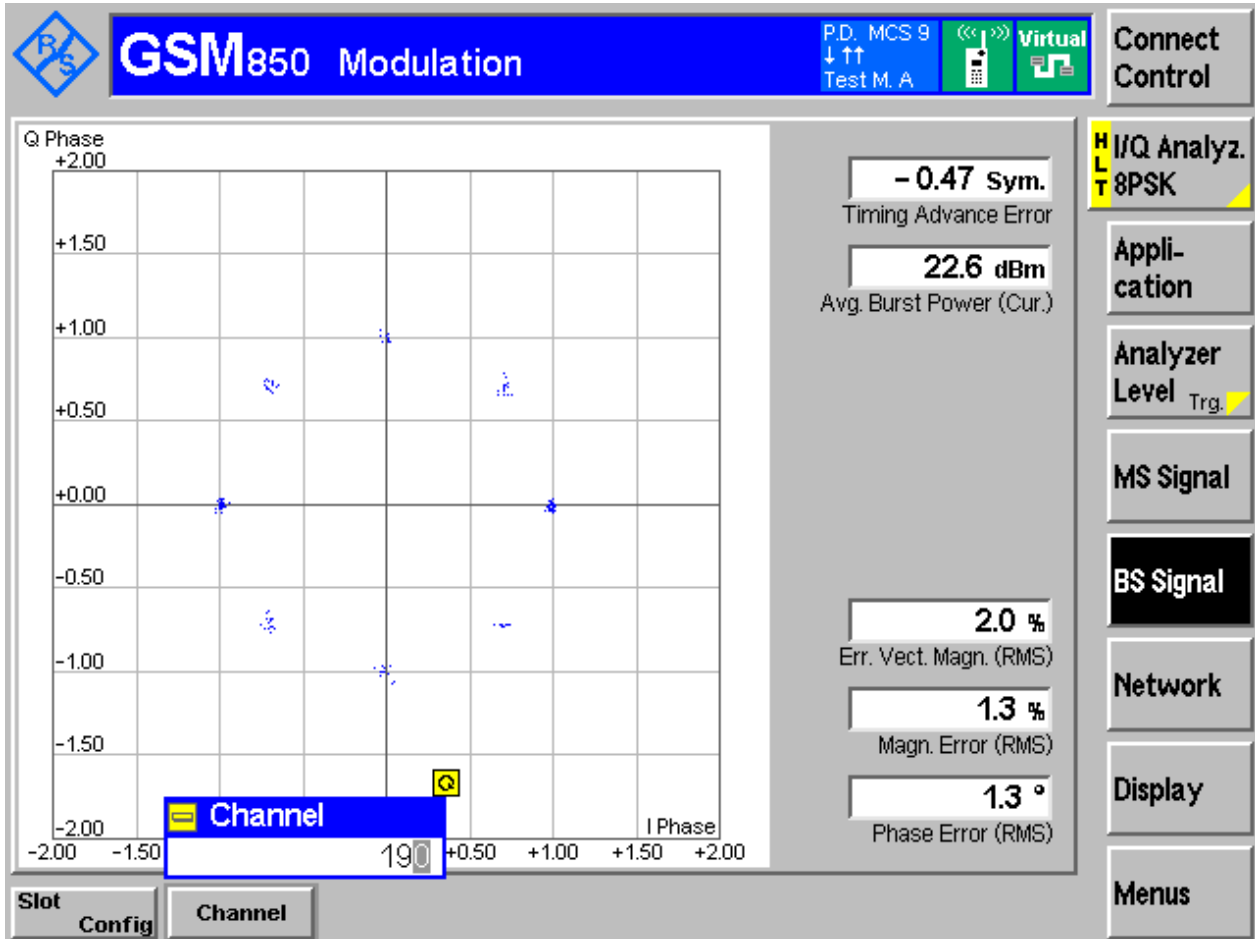 R/S
GSM850 Modulation
P.D. MCS 9
↓ ↑↑
Test M. A
Virtual
Connect
Control
Q Phase
+2.00
+1.50
+1.00
+0.50
+0.00
−0.50
−1.00
−1.50
−2.00
I Phase
−2.00 −1.50 +0.50 +1.00 +1.50 +2.00
Q
Channel
190
− 0.47 Sym.
Timing Advance Error
22.6 dBm
Avg. Burst Power (Cur.)
2.0 %
Err. Vect. Magn. (RMS)
1.3 %
Magn. Error (RMS)
1.3 °
Phase Error (RMS)
HLT
I/Q Analyz.
8PSK
Appli-
cation
Analyzer
Level Trg.
MS Signal
BS Signal
Network
Display
Menus
Slot
Config
Channel